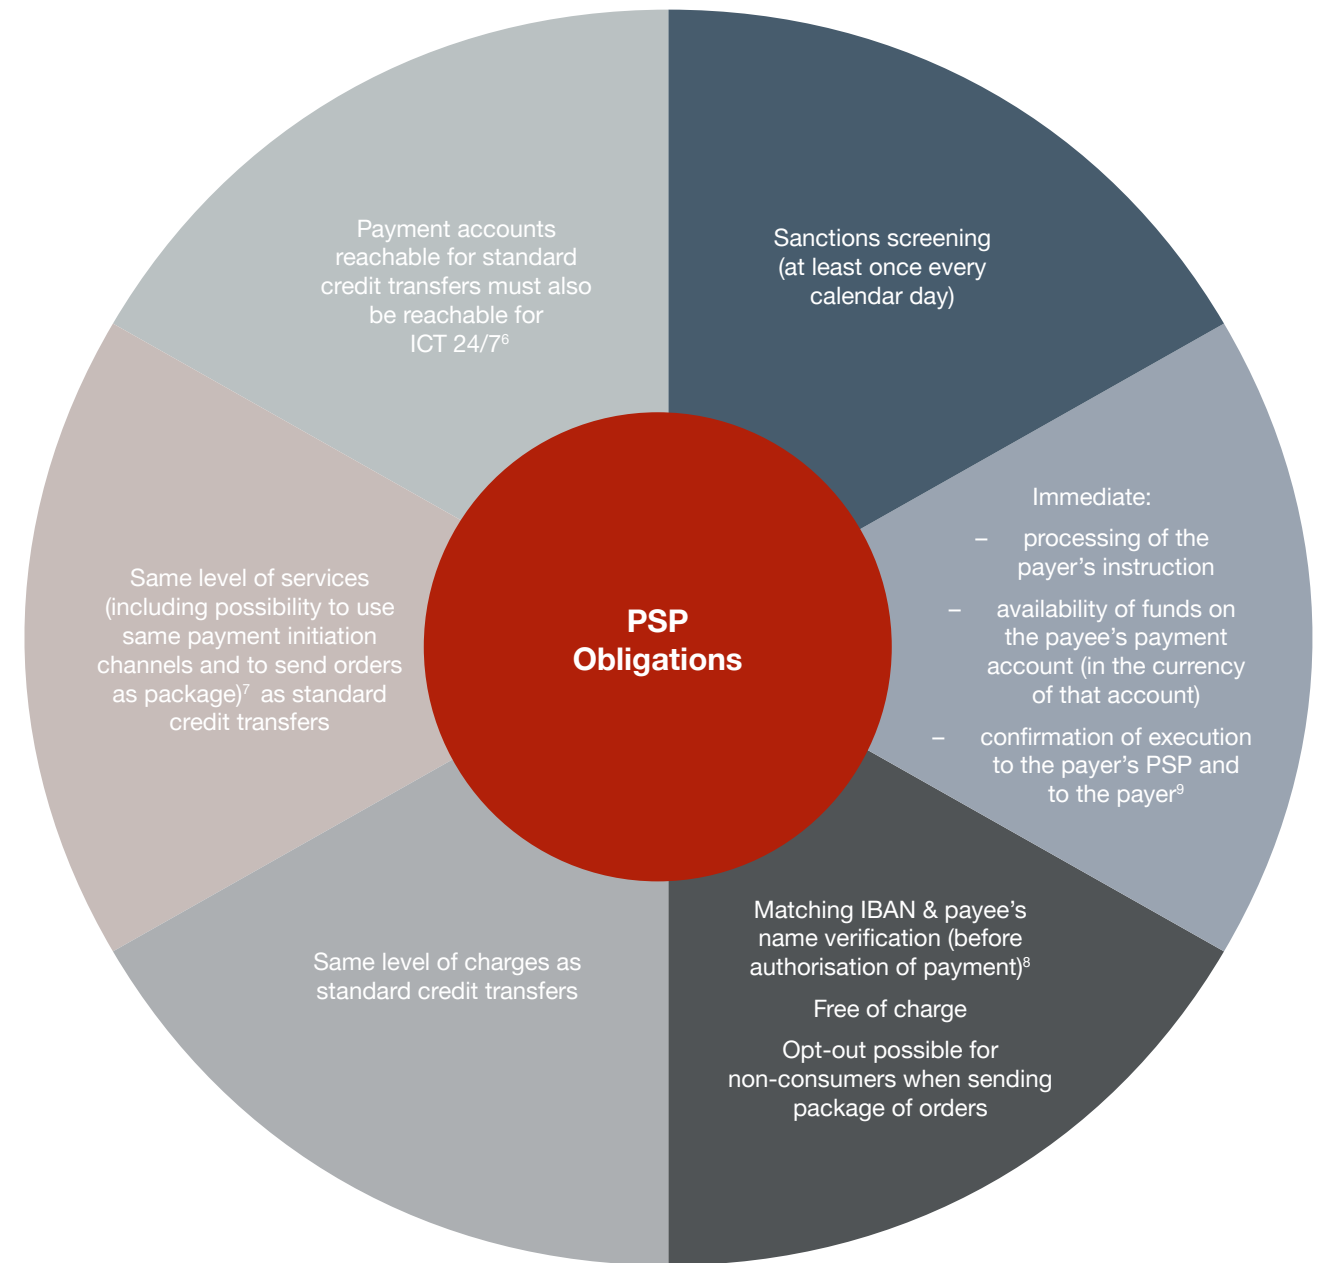 Payment accounts
reachable for standard
credit transfers must also
be reachable for
ICT 24/7⁶
Sanctions screening
(at least once every
calendar day)
Immediate:
– processing of the
payer’s instruction
– availability of funds on
the payee’s payment
account (in the currency
of that account)
– confirmation of execution
to the payer’s PSP and
to the payer⁹
Same level of services
(including possibility to use
same payment initiation
channels and to send orders
as package)⁷ as standard
credit transfers
PSP
Obligations
Matching IBAN & payee’s
name verification (before
authorisation of payment)⁸
Free of charge
Opt-out possible for
non-consumers when sending
package of orders
Same level of charges as
standard credit transfers